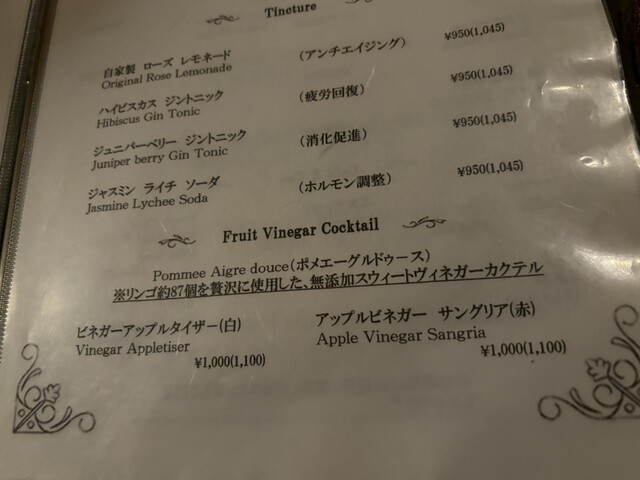 Tincture
自家製 ローズ レモネード (アンチエイジング) ¥950(1,045)
Original Rose Lemonade
ハイビスカス ジントニック (疲労回復) ¥950(1,045)
Hibiscus Gin Tonic
ジュニパーベリー ジントニック (消化促進) ¥950(1,045)
Juniper berry Gin Tonic
ジャスミン ライチ ソーダ (ホルモン調整) ¥950(1,045)
Jasmine Lychee Soda
Fruit Vinegar Cocktail
Pommee Aigre douce(ポメエーグルドゥース)
※リンゴ約87個を贅沢に使用した、無添加スウィートヴィネガーカクテル
ビネガーアップルタイザー(白)
Vinegar Appletiser
¥1,000(1,100)
アップルビネガー サングリア(赤)
Apple Vinegar Sangria
¥1,000(1,100)